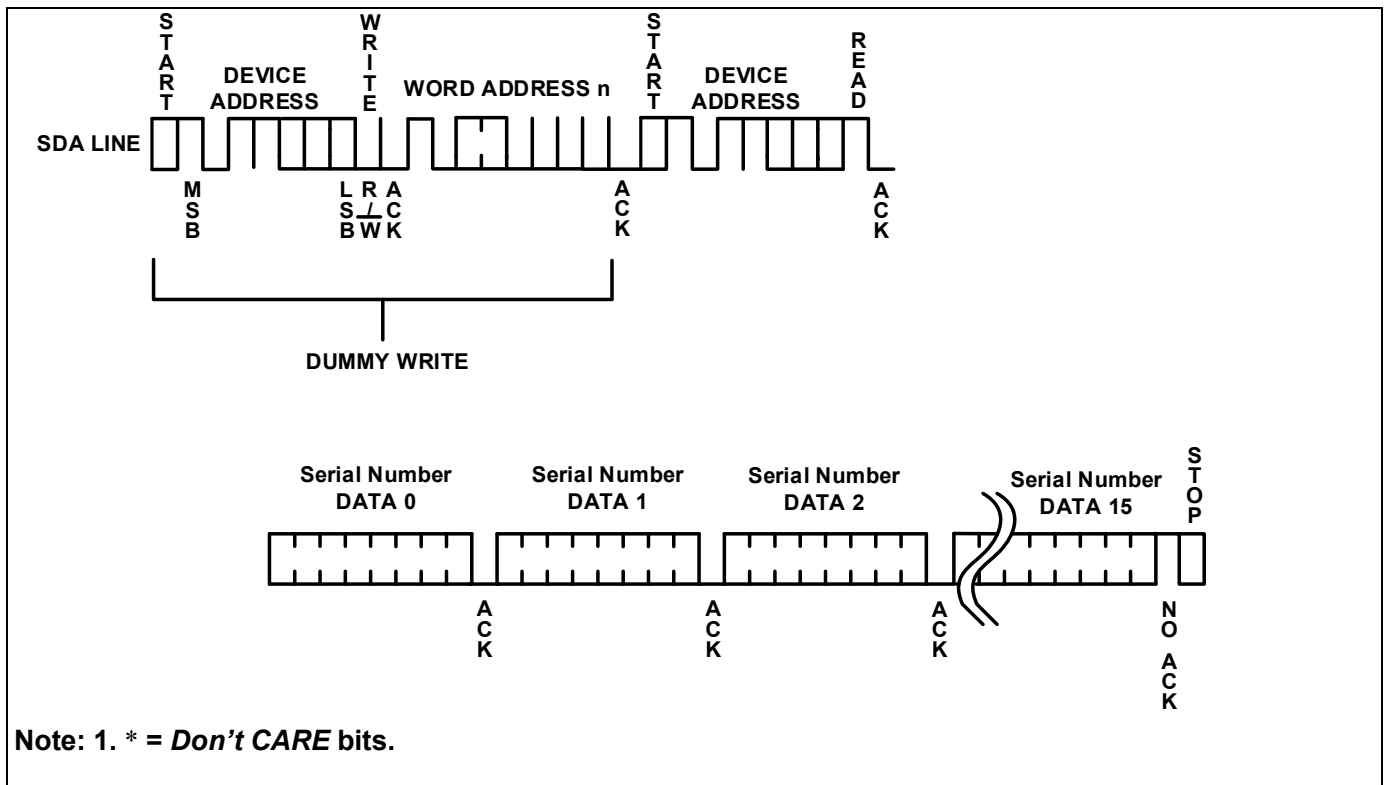 START
WRITE
START
READ
DEVICE
ADDRESS
WORD ADDRESS n
DEVICE
ADDRESS
SDA LINE
MSB
LSB
R/W
ACK
ACK
ACK
DUMMY WRITE
Serial Number
DATA 0
Serial Number
DATA 1
Serial Number
DATA 2
Serial Number
DATA 15
STOP
ACK
ACK
ACK
NO ACK
Note: 1. * = Don't CARE bits.